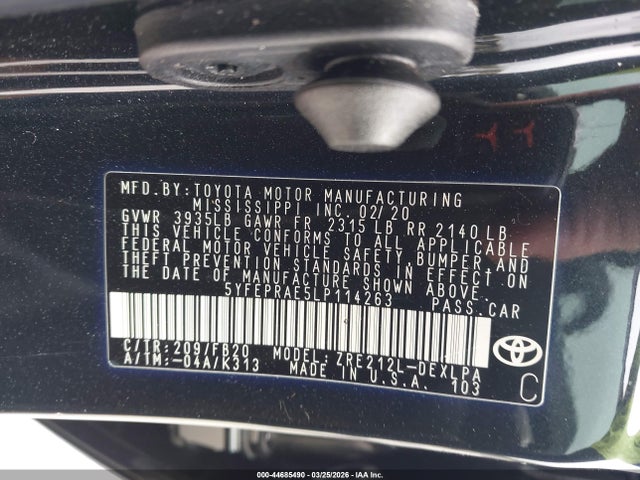 MFD. BY: TOYOTA MOTOR MANUFACTURING
MISSISSIPPI INC. 02/20
GVWR 3935LB GAWR FR 2315 LB RR 2140 LB
THIS VEHICLE CONFORMS TO ALL APPLICABLE
FEDERAL MOTOR VEHICLE SAFETY, BUMPER AND
THEFT PREVENTION STANDARDS IN EFFECT ON
THE DATE OF MANUFACTURE SHOWN ABOVE.
5YFEPRAE5LP114263 PASS.CAR
C/TR: 209/FB20 MODEL: ZRE212L-DEXLPA
A/TM: -04A/K313 MADE IN U.S.A. 103
C
000-44685490 - 03/25/2026 - IAA Inc.